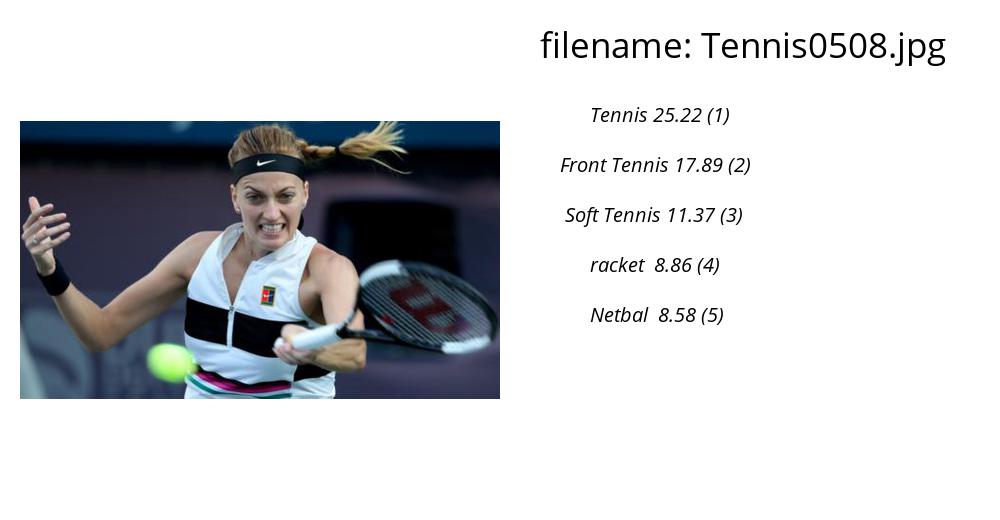 filename: Tennis0508.jpg
Tennis 25.22 (1)
Front Tennis 17.89 (2)
Soft Tennis 11.37 (3)
racket 8.86 (4)
Netbal 8.58 (5)